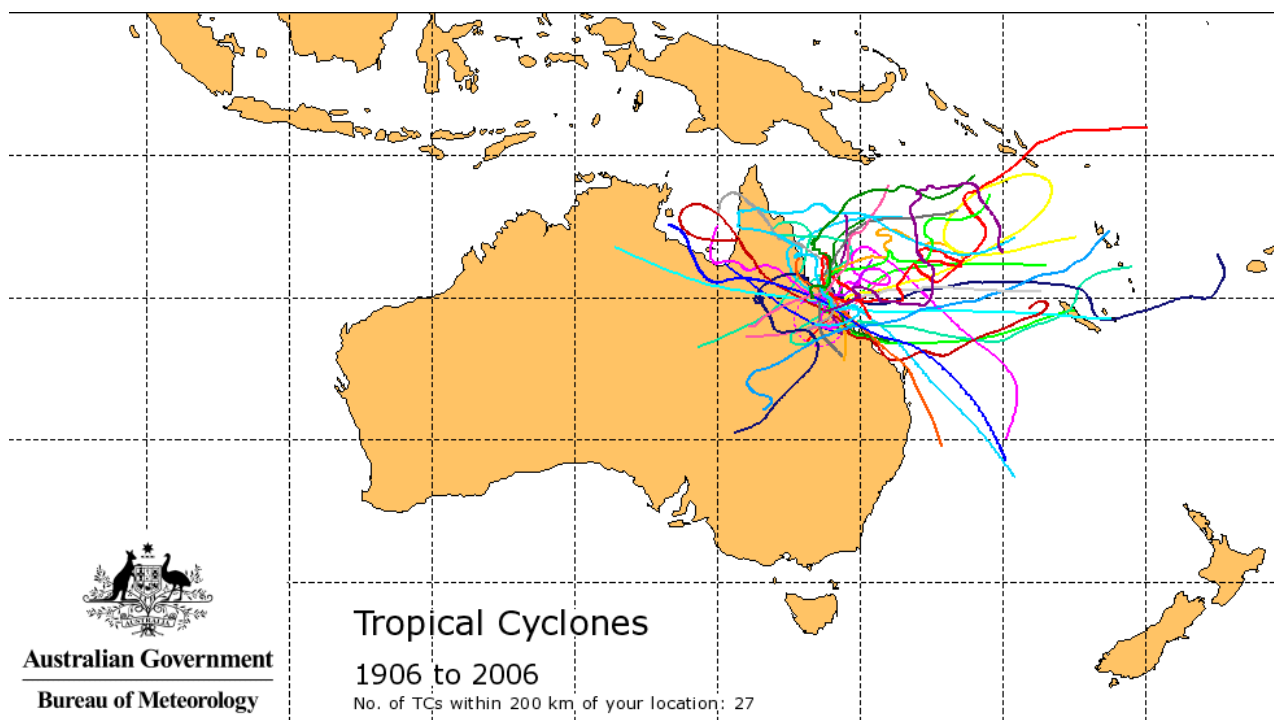 Tropical Cyclones
1906 to 2006
No. of TCs within 200 km of your location: 27
AUSTRALIA
Australian Government
Bureau of Meteorology